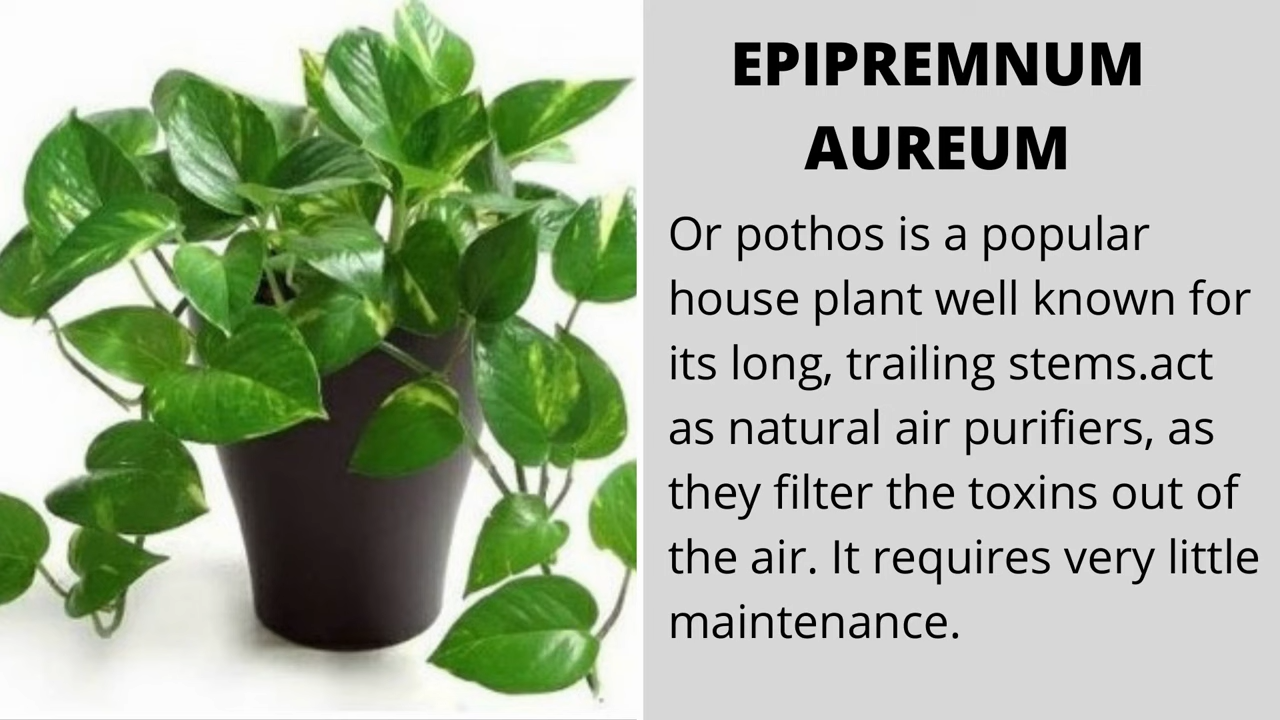 EPIPREMNUM
AUREUM
Or pothos is a popular
house plant well known for
its long, trailing stems.act
as natural air purifiers, as
they filter the toxins out of
the air. It requires very little
maintenance.